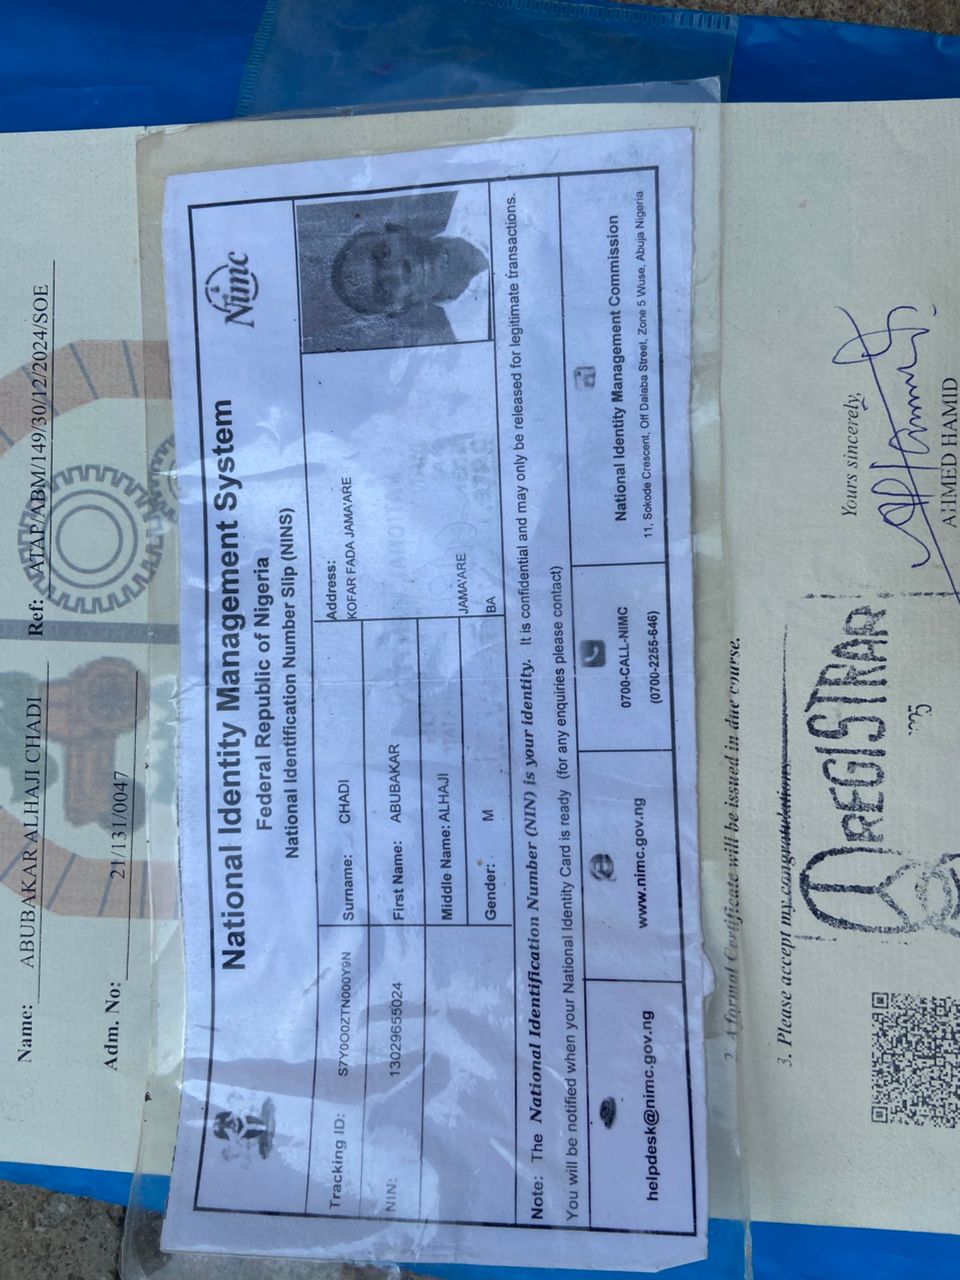 Name: ABUBAKAR ALHAJI CHADI Ref: ATAP/ABM/149/30/12/2024/SOE
Adm. No: 21/131/0047
National Identity Management System
Federal Republic of Nigeria
National Identification Number Slip (NINS)
Nimc
Tracking ID: S7Y0O0ZTN000Y9N
Surname: CHADI
Address:
KOFAR FADA JAMA'ARE
NIN: 13029655024
First Name: ABUBAKAR
Middle Name: ALHAJI
JAMA'ARE
Gender: M
BA
Note: The National Identification Number (NIN) is your identity. It is confidential and may only be released for legitimate transactions.
You will be notified when your National Identity Card is ready (for any enquiries please contact)
helpdesk@nimc.gov.ng
www.nimc.gov.ng
0700-CALL-NIMC
(0700-2255-646)
National Identity Management Commission
11, Sokode Crescent, Off Dalaba Street, Zone 5 Wuse, Abuja Nigeria
2. A formal Certificate will be issued in due course.
3. Please accept my congratulations
REGISTRAR
Yours sincerely,
AHMED HAMID